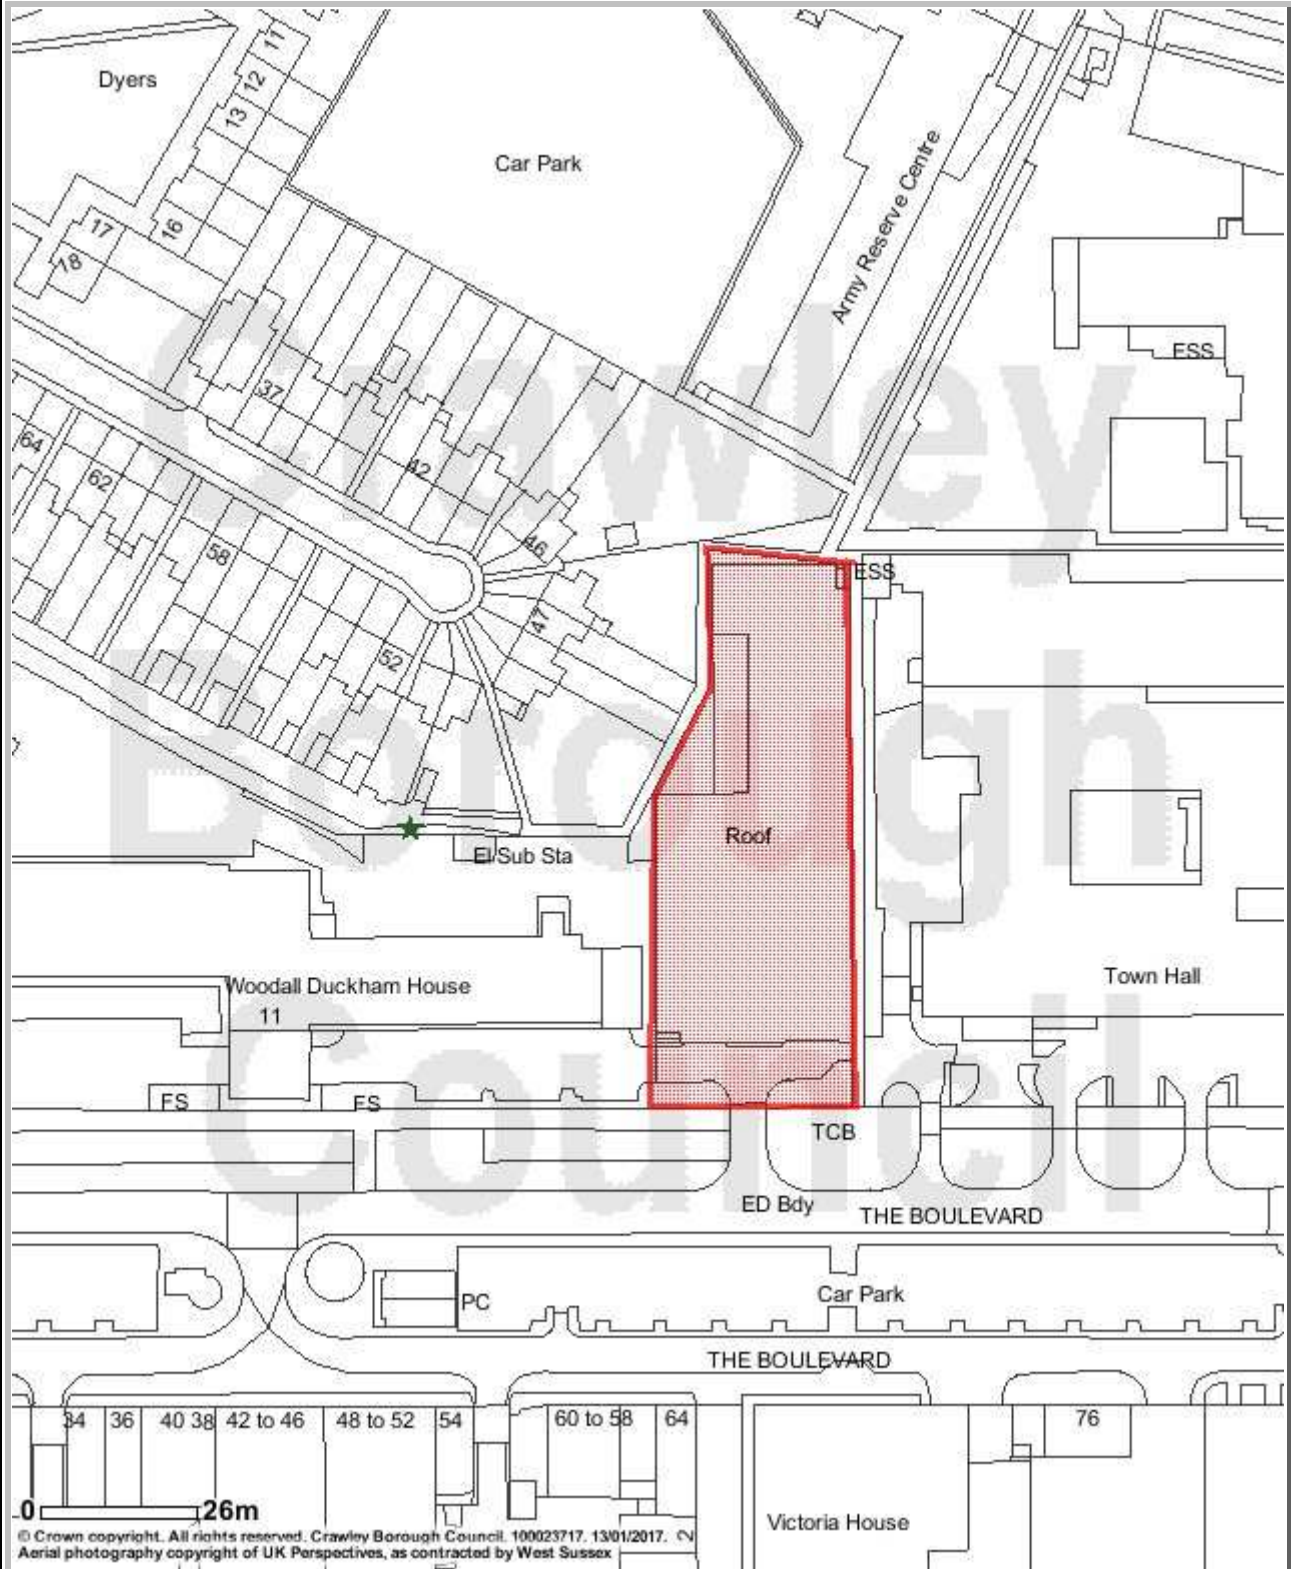 11
12
Dyers
13
Car Park
Army Reserve Centre
17
16
18
ESS
Crawley
37
64
42
62
46
58
ESS
47
52
Borough
Roof
El Sub Sta
Woodall Duckham House
Town Hall
11
Council
FS
FS
TCB
ED Bdy
THE BOULEVARD
Car Park
PC
THE BOULEVARD
34 36 40 38 42 to 46 48 to 52 54 60 to 58 64 76
0 26m
Victoria House
2
© Crown copyright. All rights reserved. Crawley Borough Council. 100023717. 13/01/2017.
Aerial photography copyright of UK Perspectives, as contracted by West Sussex